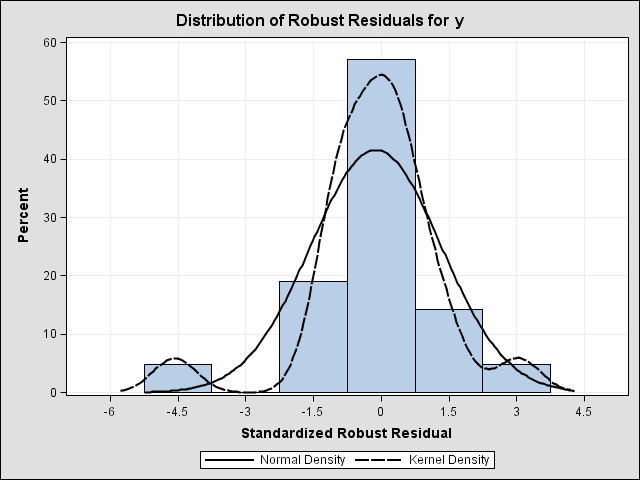 Distribution of Robust Residuals for y
60
50
40
30
20
10
0
Percent
-6 -4.5 -3 -1.5 0 1.5 3 4.5
Standardized Robust Residual
Normal Density Kernel Density